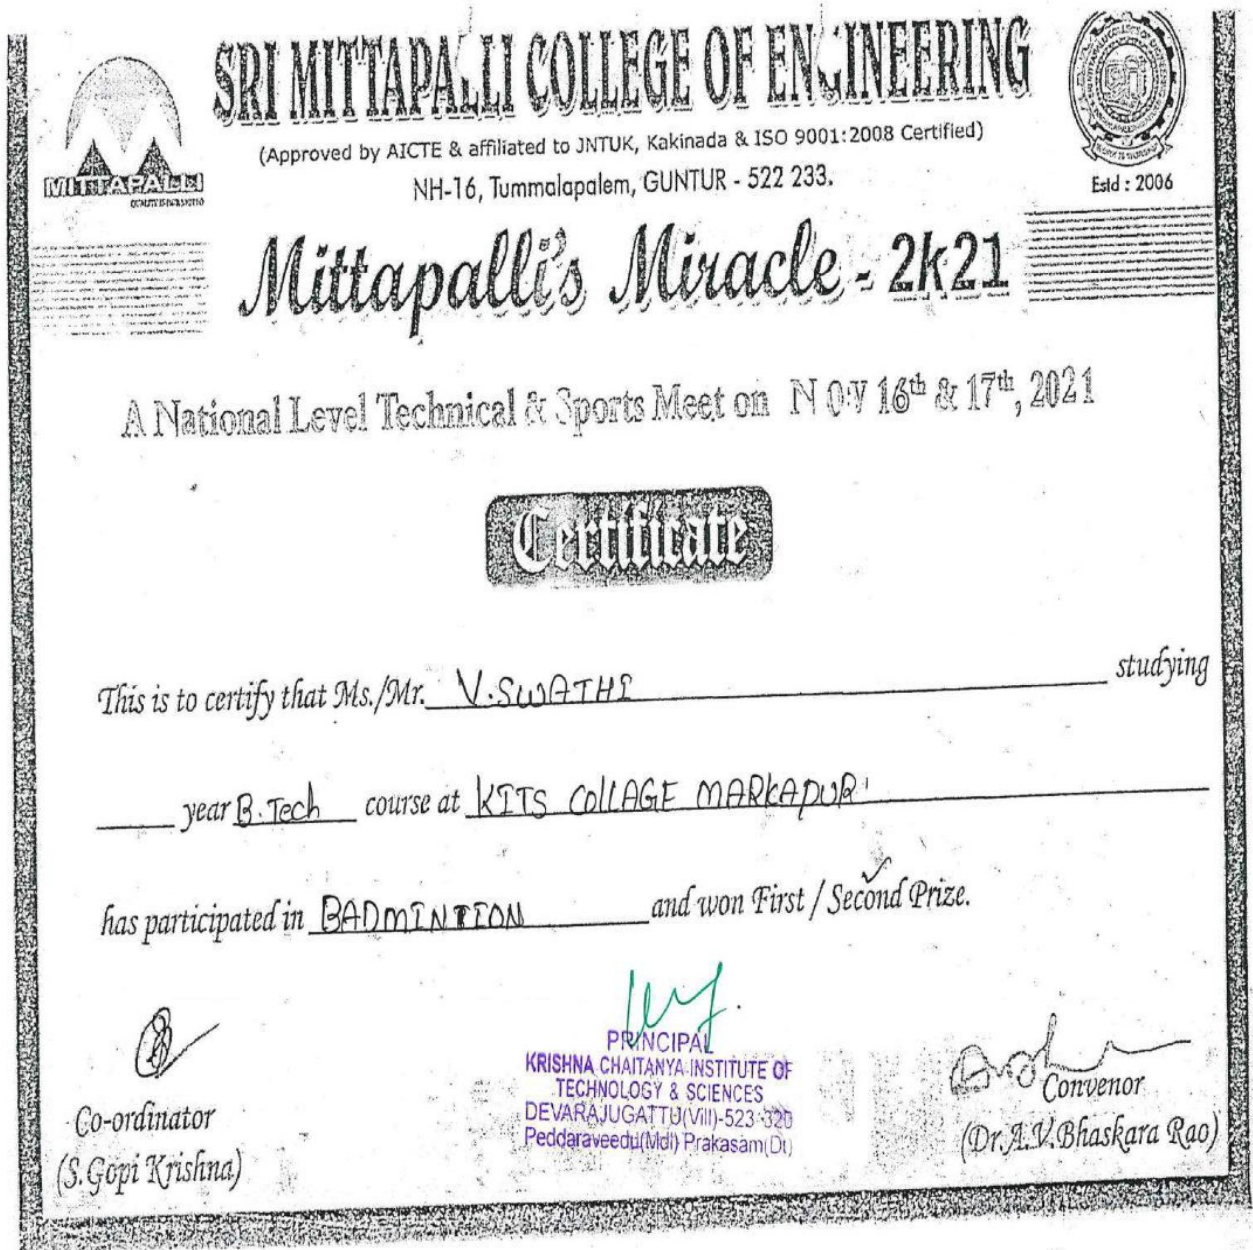 SRI MITTAPALLI COLLEGE OF ENGINEERING
(Approved by AICTE & affiliated to JNTUK, Kakinada & ISO 9001:2008 Certified)
NH-16, Tummalapalem, GUNTUR - 522 233.
MITTAPALLI
Estd : 2006
Mittapalli's Miracle - 2k21
A National Level Technical & Sports Meet on NOV 16th & 17th, 2021
Certificate
This is to certify that Ms./Mr. V.SWATHI studying
year B.Tech course at KITS COLLAGE MARKAPUR
has participated in BADMINTION and won First / Second Prize.
PRINCIPAL
KRISHNA CHAITANYA INSTITUTE OF
TECHNOLOGY & SCIENCES
DEVARAJUGATTU(Vill)-523 320
Peddaraveedu(Mdl) Prakasam(Dt)
Co-ordinator
(S.Gopi Krishna)
Convenor
(Dr.A.V.Bhaskara Rao)